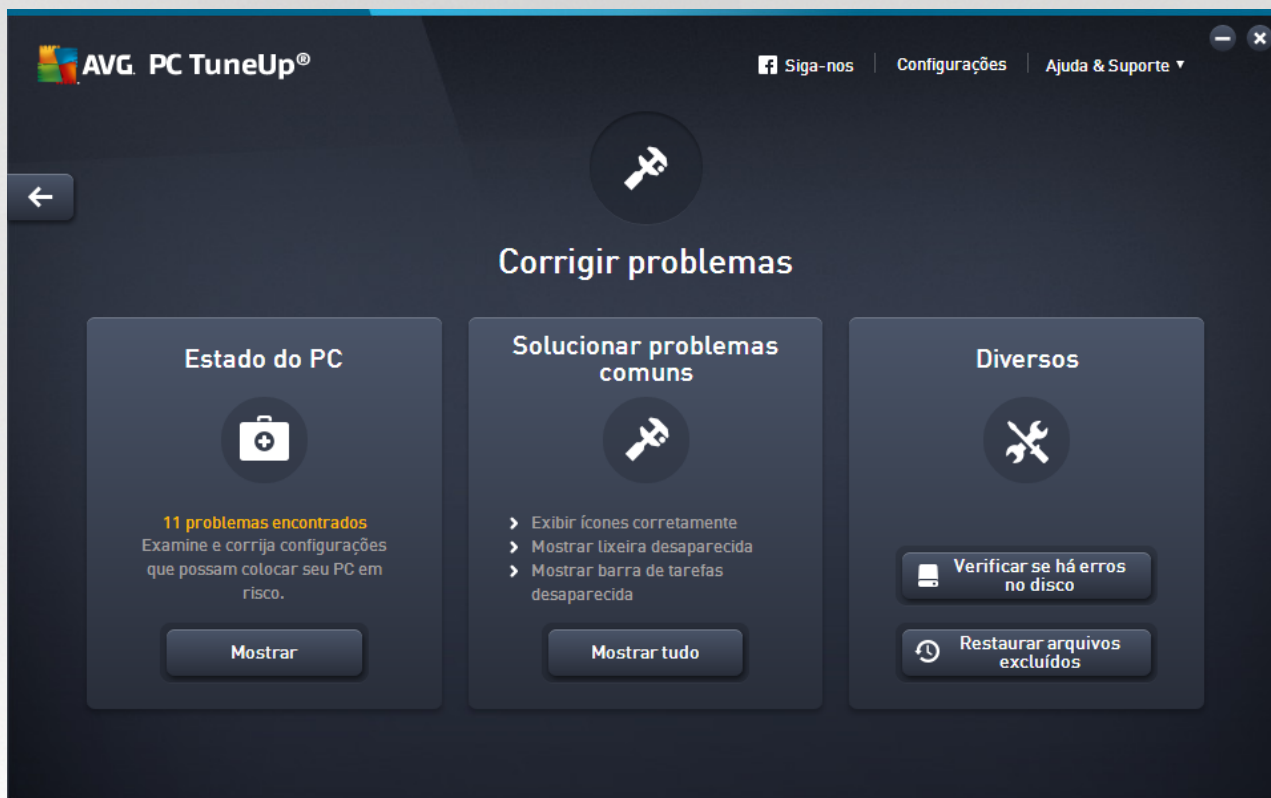 AVG. PC TuneUp®
Siga-nos
Configurações
Ajuda & Suporte
Corrigir problemas
Estado do PC
11 problemas encontrados
Examine e corrija configurações
que possam colocar seu PC em
risco.
Mostrar
Solucionar problemas
comuns
Exibir ícones corretamente
Mostrar lixeira desaparecida
Mostrar barra de tarefas
desaparecida
Mostrar tudo
Diversos
Verificar se há erros
no disco
Restaurar arquivos
excluídos